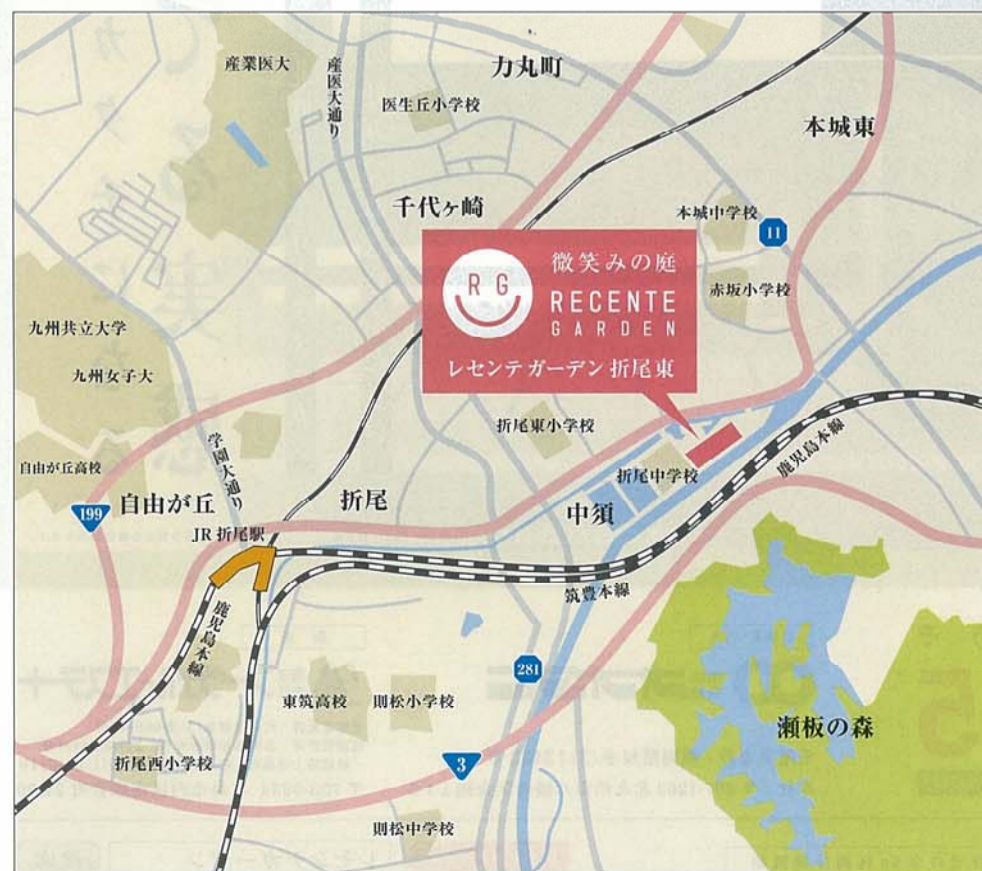 産業医大
産医大通り
力丸町
医生丘小学校
本城東
千代ヶ崎
本城中学校
11
赤坂小学校
RG
微笑みの庭
RECENTE
GARDEN
レセンテガーデン 折尾東
九州共立大学
九州女子大
折尾東小学校
学園大通り
自由が丘高校
折尾中学校
鹿児島本線
199
自由が丘
折尾
中須
JR 折尾駅
筑豊本線
鹿児島本線
281
東筑高校
則松小学校
瀬板の森
折尾西小学校
3
則松中学校